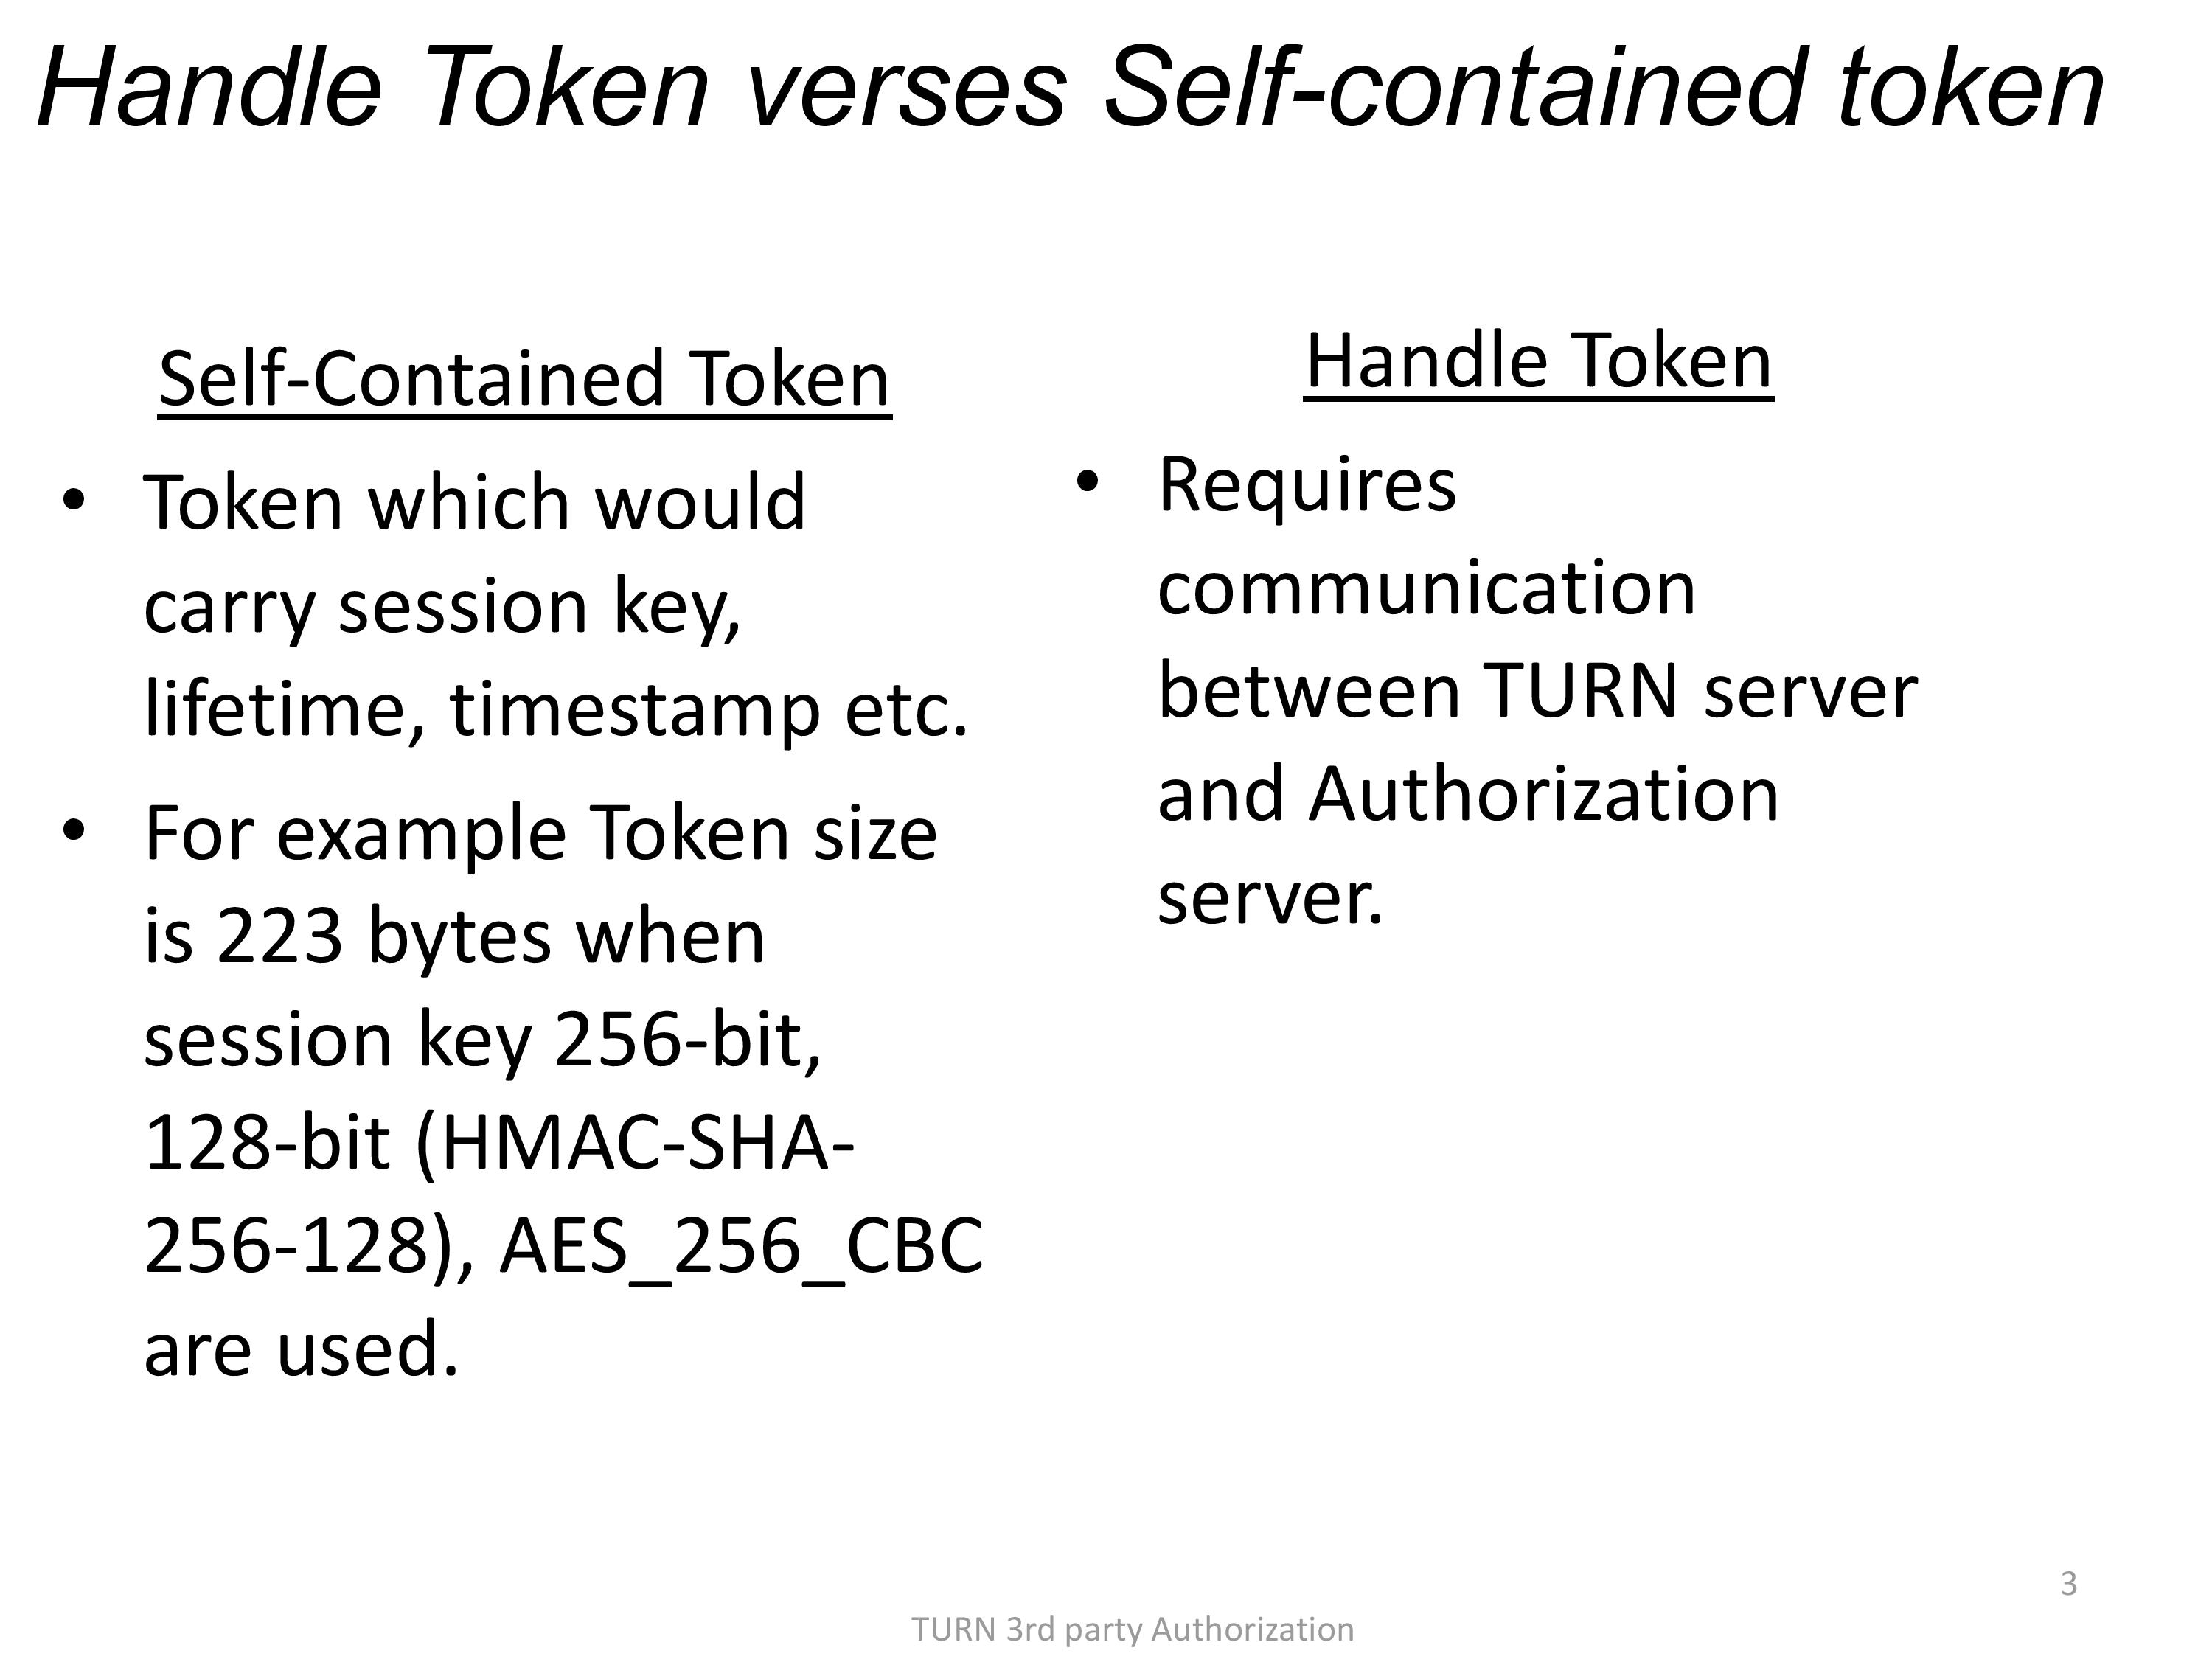 Handle Token verses Self-contained token
Self-Contained Token
• Token which would
carry session key,
lifetime, timestamp etc.
• For example Token size
is 223 bytes when
session key 256-bit,
128-bit (HMAC-SHA-
256-128), AES_256_CBC
are used.
Handle Token
• Requires
communication
between TURN server
and Authorization
server.
3
TURN 3rd party Authorization